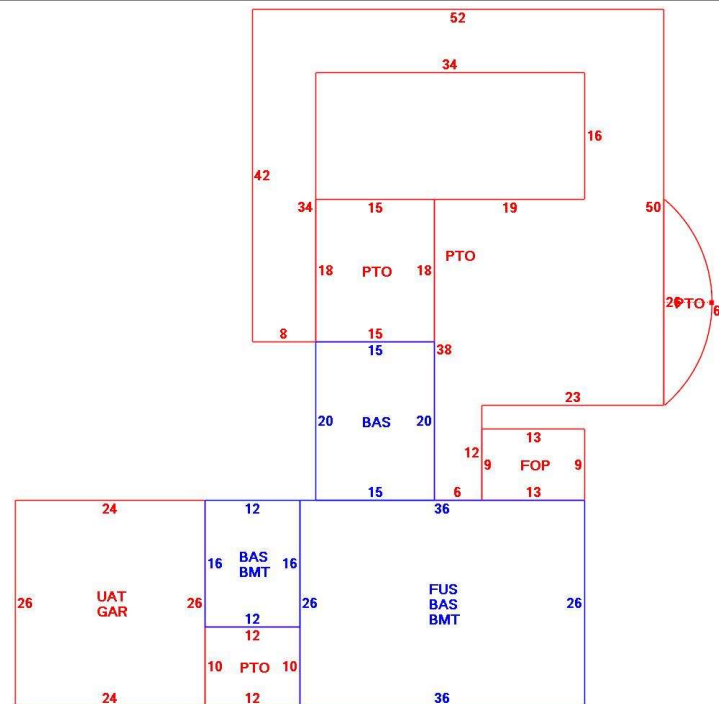 52
34
16
42
34 15 19 50
PTO
18 PTO 18
26 PTO
6
8 15
15 38
23
20 BAS 20
12
13
9 FOP 9
15 6 13
24 12 36
16 BAS 16
BMT
26 UAT 26
GAR
26 FUS 26
BAS
BMT
12
12
10 PTO 10
24 12 36